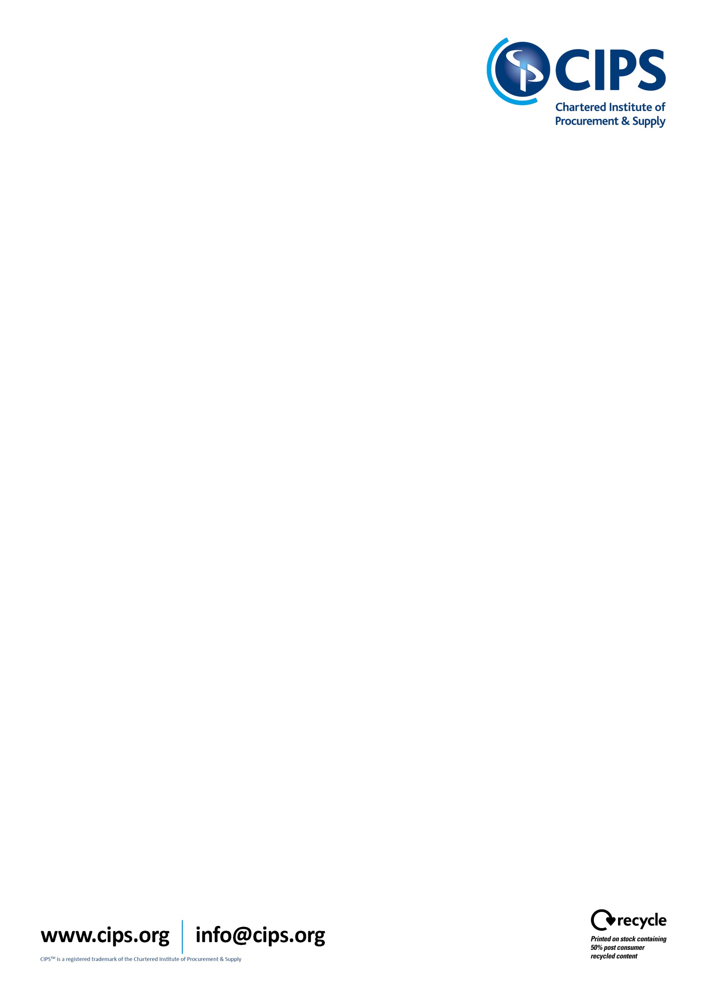 CIPS
Chartered Institute of
Procurement & Supply
www.cips.org
info@cips.org
CIPS™ is a registered trademark of the Chartered Institute of Procurement & Supply
recycle
Printed on stock containing
50% post consumer
recycled content